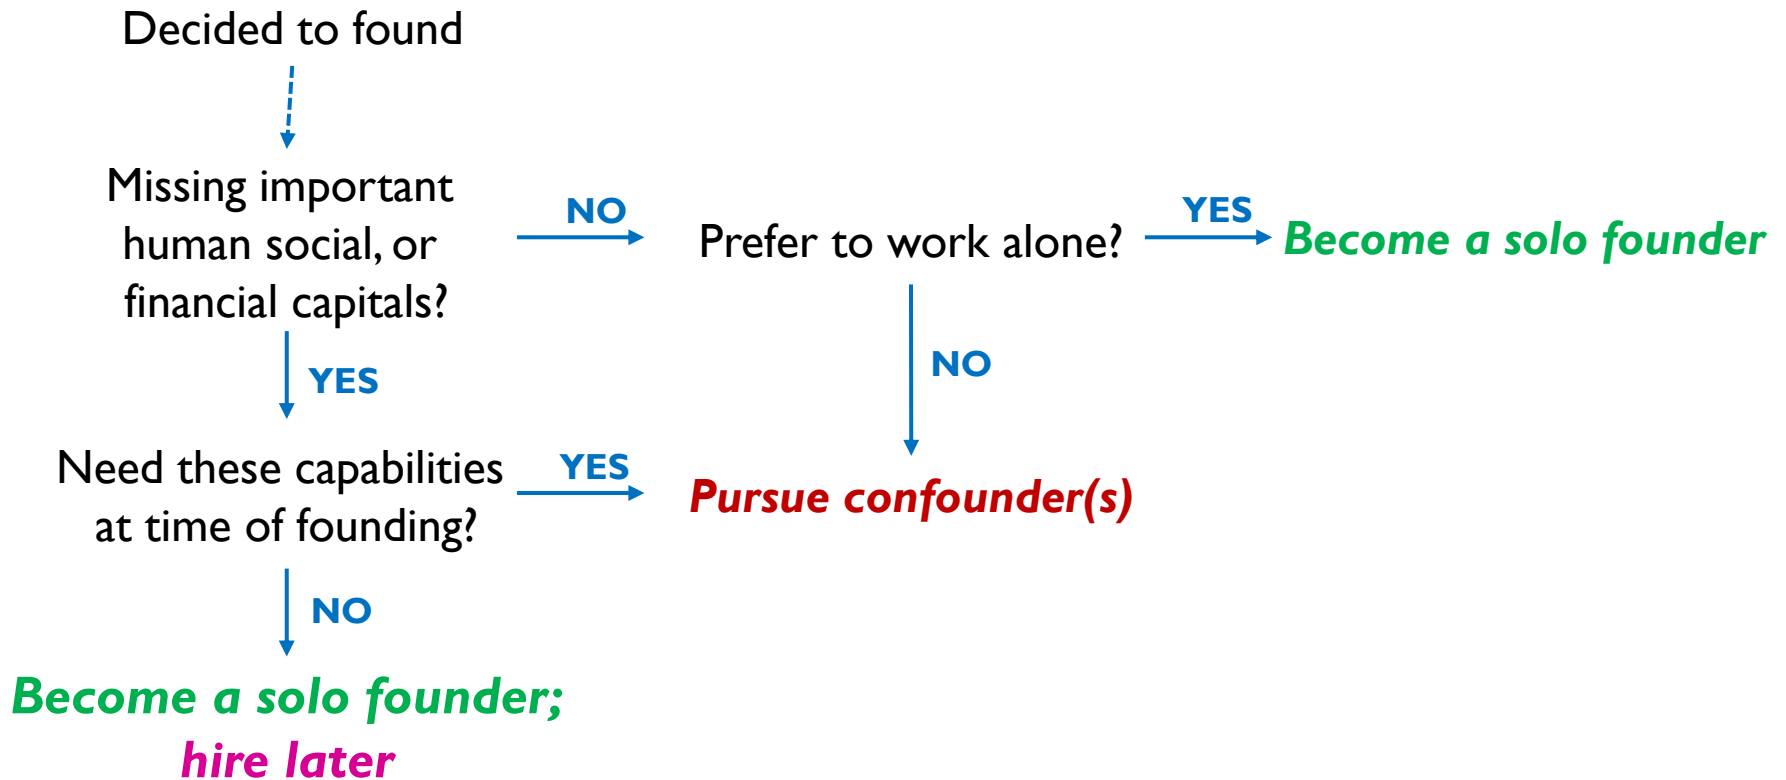 Decided to found
Missing important
human social, or
financial capitals?
NO
Prefer to work alone?
YES
Become a solo founder
YES
NO
Need these capabilities
at time of founding?
YES
Pursue confounder(s)
NO
Become a solo founder;
hire later